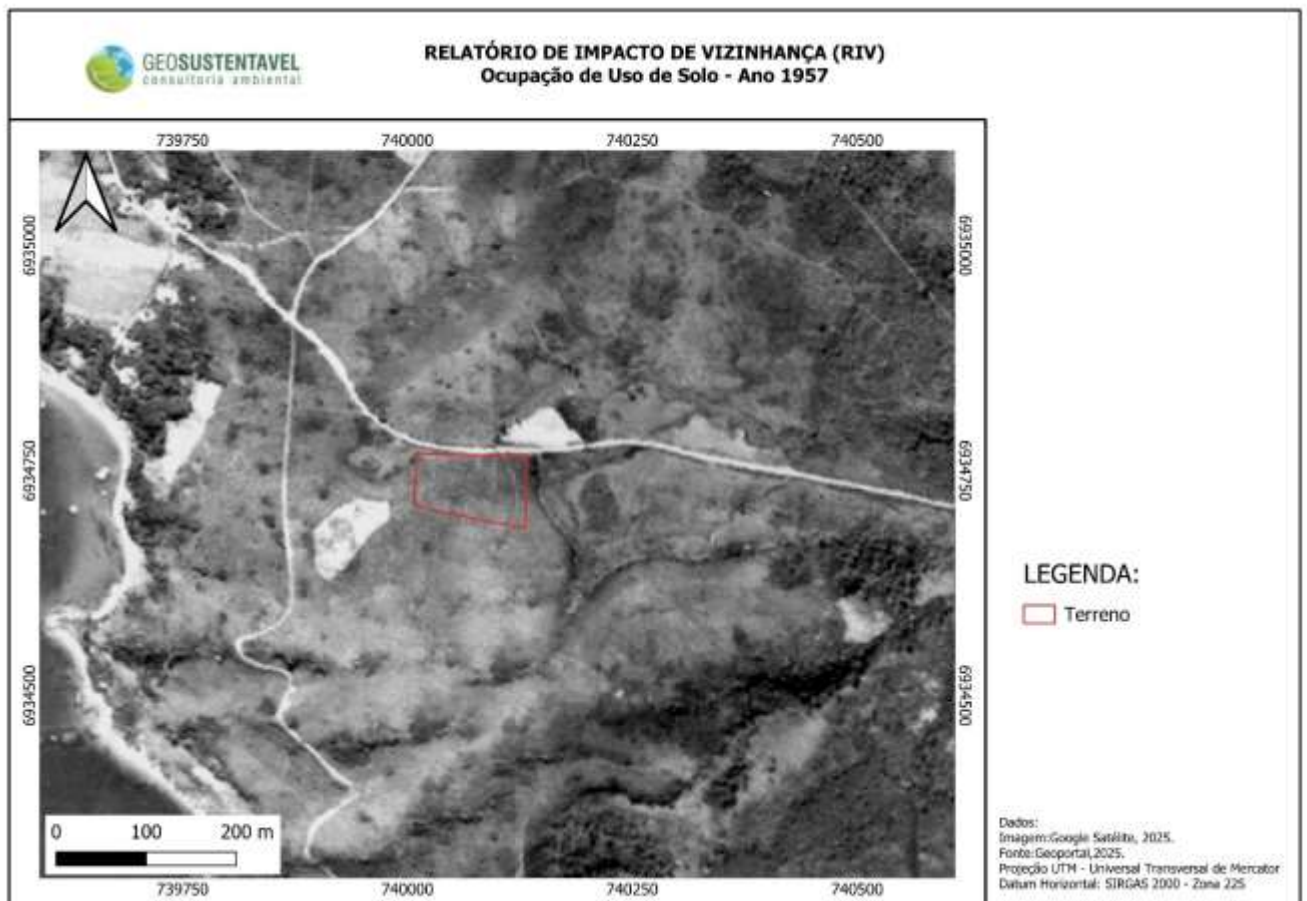 GEOSUSTENTAVEL
consultoria ambiental
RELATÓRIO DE IMPACTO DE VIZINHANÇA (RIV)
Ocupação de Uso de Solo - Ano 1957
739750 740000 740250 740500
6935000 6935000
6934750 6934750
6934500 6934500
0 100 200 m
739750 740000 740250 740500
LEGENDA:
Terreno
Dados:
Imagem:Google Satélite, 2025.
Fonte:Geoportal,2025.
Projeção UTM - Universal Transversal de Mercator
Datum Horizontal: SIRGAS 2000 - Zona 22S